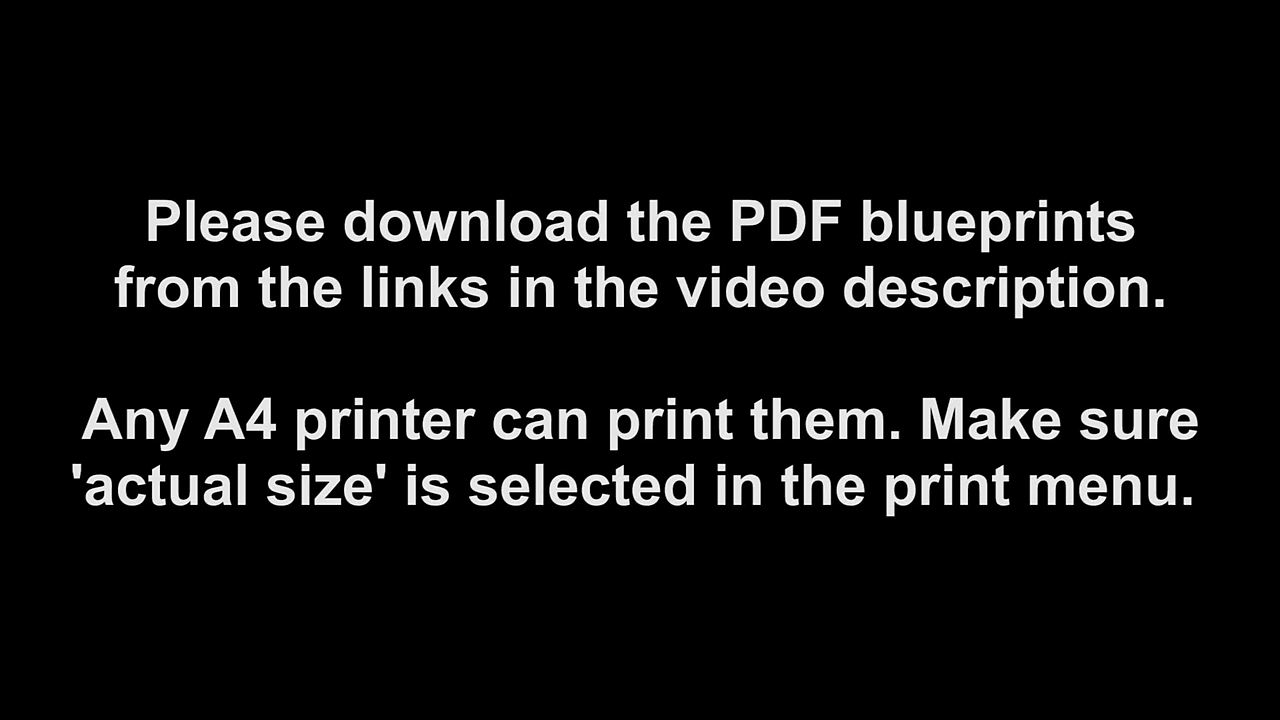 Please download the PDF blueprints
from the links in the video description.
Any A4 printer can print them. Make sure
'actual size' is selected in the print menu.